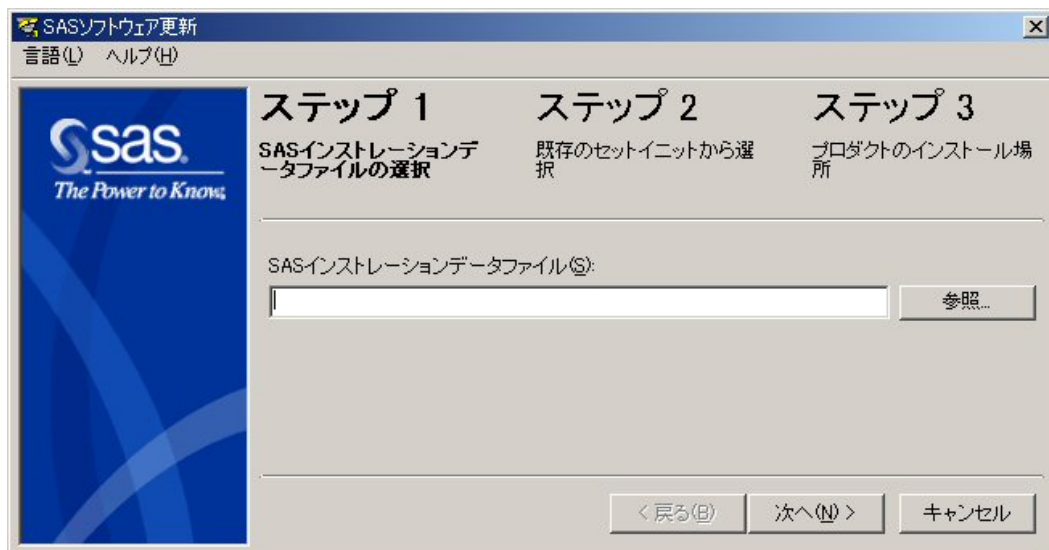 SASソフトウェア更新
言語(L) ヘルプ(H)
sas.
The Power to Know.
ステップ 1
SASインストレーションデ
ータファイルの選択
ステップ 2
既存のセットイニットから選
択
ステップ 3
プロダクトのインストール場
所
SASインストレーションデータファイル(S):
参照...
< 戻る(B)
次へ(N) >
キャンセル